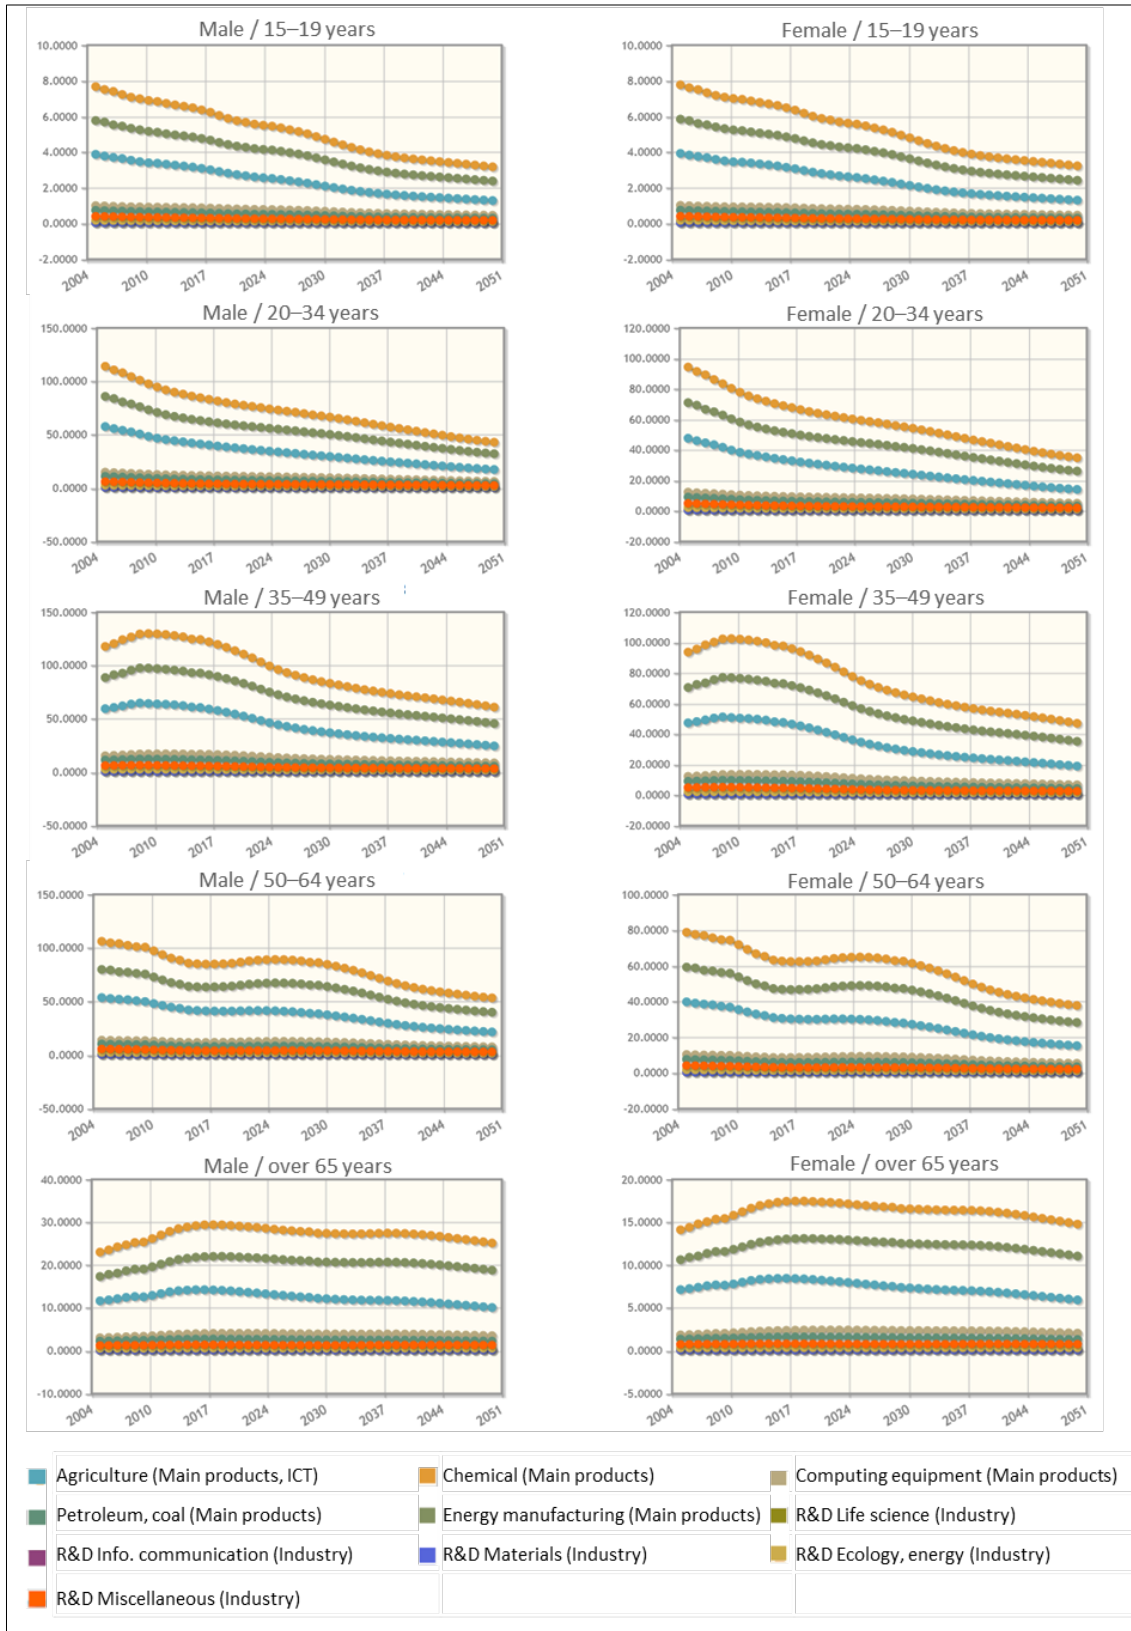 Male / 15–19 years
Female / 15–19 years
10.0000
8.0000
6.0000
4.0000
2.0000
0.0000
-2.0000
2004 2010 2017 2024 2030 2037 2044 2051
10.0000
8.0000
6.0000
4.0000
2.0000
0.0000
-2.0000
2004 2010 2017 2024 2030 2037 2044 2051
Male / 20–34 years
Female / 20–34 years
150.0000
100.0000
50.0000
0.0000
-50.0000
2004 2010 2017 2024 2030 2037 2044 2051
120.0000
100.0000
80.0000
60.0000
40.0000
20.0000
0.0000
-20.0000
2004 2010 2017 2024 2030 2037 2044 2051
Male / 35–49 years
Female / 35–49 years
150.0000
100.0000
50.0000
0.0000
-50.0000
2004 2010 2017 2024 2030 2037 2044 2051
120.0000
100.0000
80.0000
60.0000
40.0000
20.0000
0.0000
-20.0000
2004 2010 2017 2024 2030 2037 2044 2051
Male / 50–64 years
Female / 50–64 years
150.0000
100.0000
50.0000
0.0000
-50.0000
2004 2010 2017 2024 2030 2037 2044 2051
100.0000
80.0000
60.0000
40.0000
20.0000
0.0000
-20.0000
2004 2010 2017 2024 2030 2037 2044 2051
Male / over 65 years
Female / over 65 years
40.0000
30.0000
20.0000
10.0000
0.0000
-10.0000
2004 2010 2017 2024 2030 2037 2044 2051
20.0000
15.0000
10.0000
5.0000
0.0000
-5.0000
2004 2010 2017 2024 2030 2037 2044 2051
Agriculture (Main products, ICT)
Chemical (Main products)
Computing equipment (Main products)
Petroleum, coal (Main products)
Energy manufacturing (Main products)
R&D Life science (Industry)
R&D Info. communication (Industry)
R&D Materials (Industry)
R&D Ecology, energy (Industry)
R&D Miscellaneous (Industry)